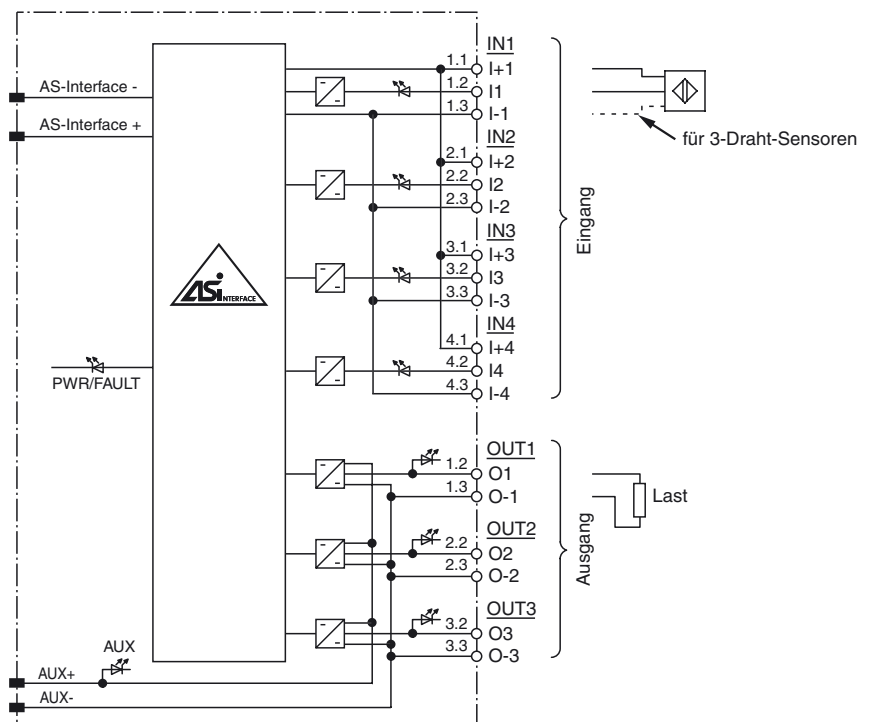 AS-Interface -
AS-Interface +
ASi
INTERFACE
PWR/FAULT
AUX
AUX+
AUX-
IN1
1.1 I+1
1.2 I1
1.3 I-1
IN2
2.1 I+2
2.2 I2
2.3 I-2
IN3
3.1 I+3
3.2 I3
3.3 I-3
IN4
4.1 I+4
4.2 I4
4.3 I-4
Eingang
für 3-Draht-Sensoren
OUT1
1.2 O1
1.3 O-1
OUT2
2.2 O2
2.3 O-2
OUT3
3.2 O3
3.3 O-3
Ausgang
Last